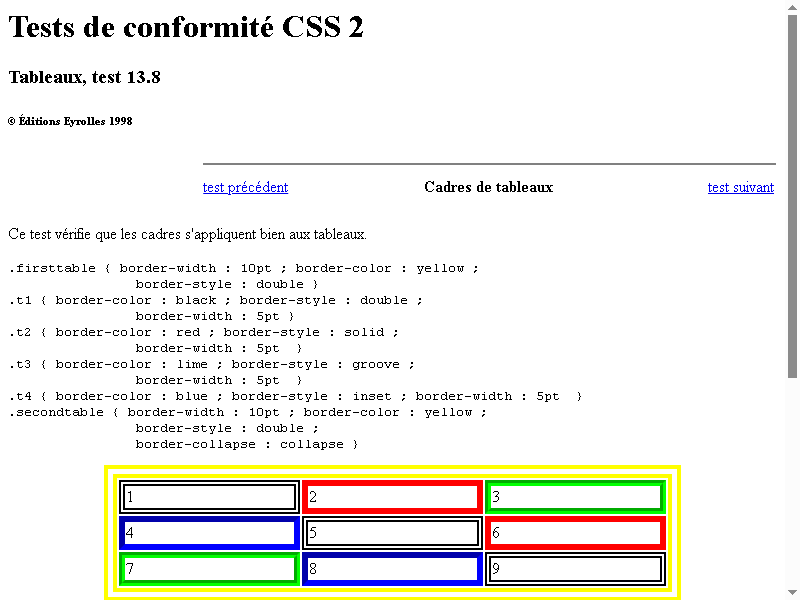 Tests de conformité CSS 2
Tableaux, test 13.8
© Éditions Eyrolles 1998
test précédent Cadres de tableaux test suivant
Ce test vérifie que les cadres s'appliquent bien aux tableaux.
.firsttable { border-width : 10pt ; border-color : yellow ;
border-style : double }
.t1 { border-color : black ; border-style : double ;
border-width : 5pt }
.t2 { border-color : red ; border-style : solid ;
border-width : 5pt  }
.t3 { border-color : lime ; border-style : groove ;
border-width : 5pt  }
.t4 { border-color : blue ; border-style : inset ; border-width : 5pt  }
.secondtable { border-width : 10pt ; border-color : yellow ;
border-style : double ;
border-collapse : collapse }
1 2 3
4 5 6
7 8 9